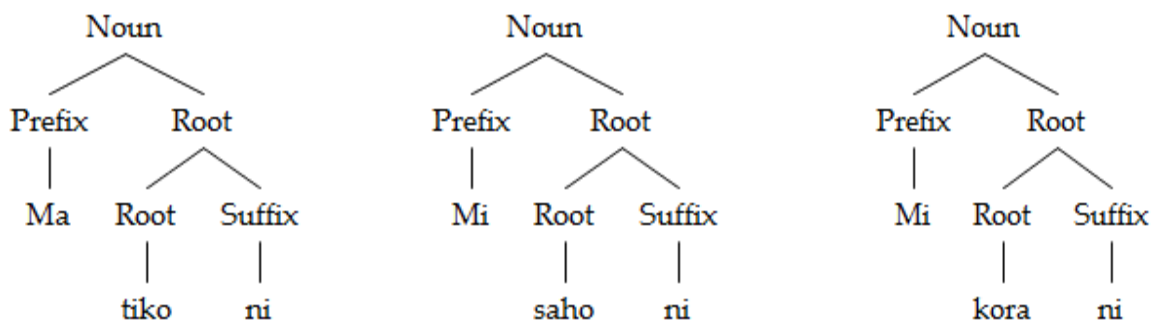 Noun Noun Noun
Prefix Root Prefix Root Prefix Root
Ma Root Suffix Mi Root Suffix Mi Root Suffix
tiko ni saho ni kora ni